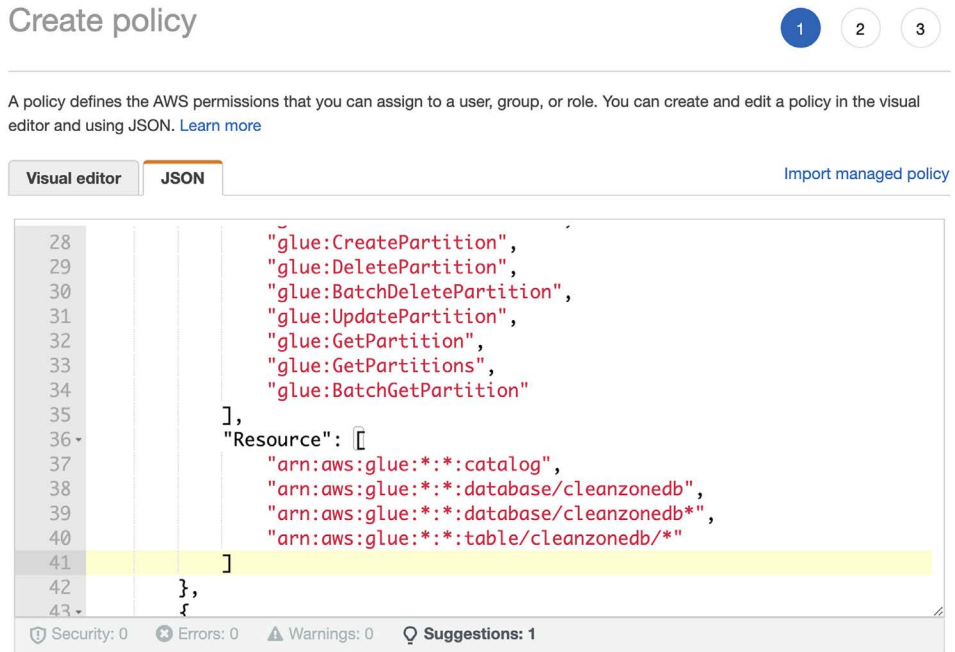 Create policy
1 2 3
A policy defines the AWS permissions that you can assign to a user, group, or role. You can create and edit a policy in the visual
editor and using JSON. Learn more
Visual editor JSON Import managed policy
28 "glue:CreatePartition",
29 "glue:DeletePartition",
30 "glue:BatchDeletePartition",
31 "glue:UpdatePartition",
32 "glue:GetPartition",
33 "glue:GetPartitions",
34 "glue:BatchGetPartition"
35 ],
36 "Resource": [
37 "arn:aws:glue:*:*:catalog",
38 "arn:aws:glue:*:*:database/cleanzonedb",
39 "arn:aws:glue:*:*:database/cleanzonedb*",
40 "arn:aws:glue:*:*:table/cleanzonedb/*"
41 ]
42 },
43 {
Security: 0 Errors: 0 Warnings: 0 Suggestions: 1